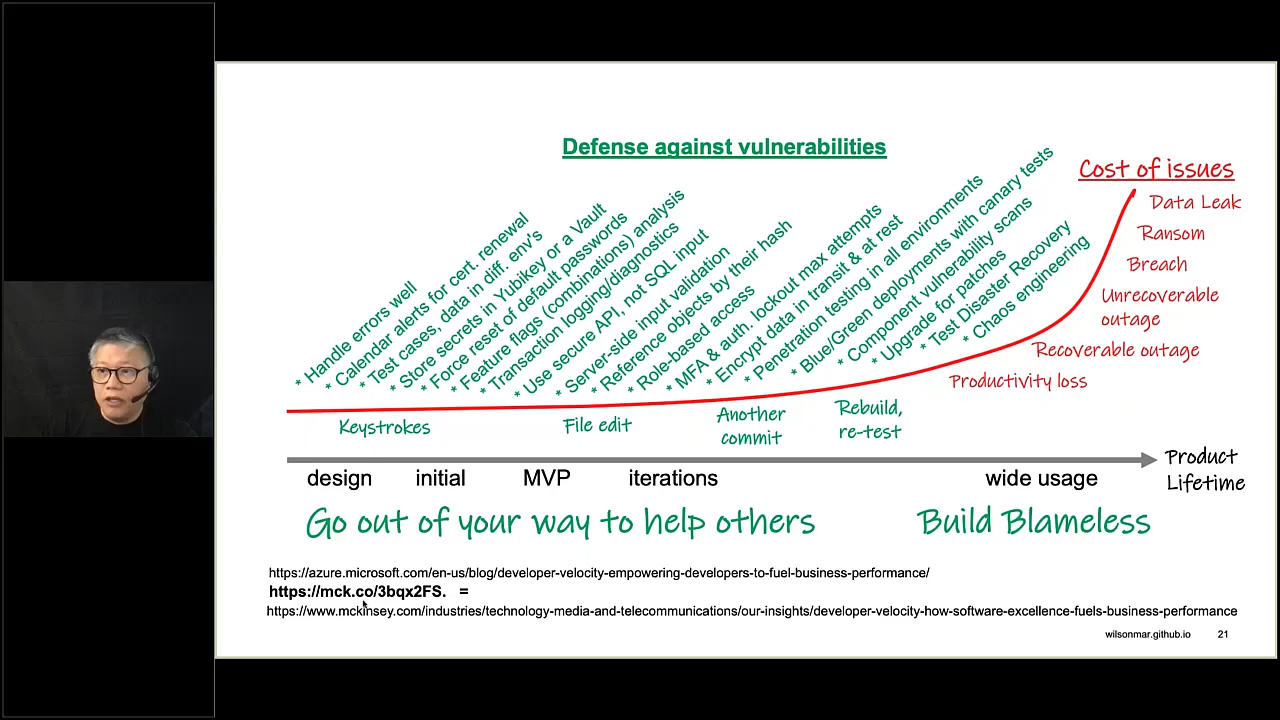 Defense against vulnerabilities
Cost of issues
* Handle errors well
* Calendar alerts for cert. renewal
* Test cases, data in diff. env's
* Store secrets in Yubikey or a Vault
* Force reset of default passwords
* Feature flags (combinations) analysis
* Transaction logging/diagnostics
* Use secure API, not SQL input
* Server-side input validation
* Reference objects by their hash
* Role-based access
* MFA & auth. lockout max attempts
* Encrypt data in transit & at rest
* Penetration testing in all environments
* Blue/Green deployments with canary tests
* Component vulnerability scans
* Upgrade for patches
* Test Disaster Recovery
* Chaos engineering
Data Leak
Ransom
Breach
Unrecoverable
outage
Recoverable outage
Productivity loss
Keystrokes
File edit
Another
commit
Rebuild,
re-test
design initial MVP iterations wide usage
Product
Lifetime
Go out of your way to help others
Build Blameless
https://azure.microsoft.com/en-us/blog/developer-velocity-empowering-developers-to-fuel-business-performance/
https://mck.co/3bqx2FS. =
https://www.mckinsey.com/industries/technology-media-and-telecommunications/our-insights/developer-velocity-how-software-excellence-fuels-business-performance
wilsonmar.github.io 21